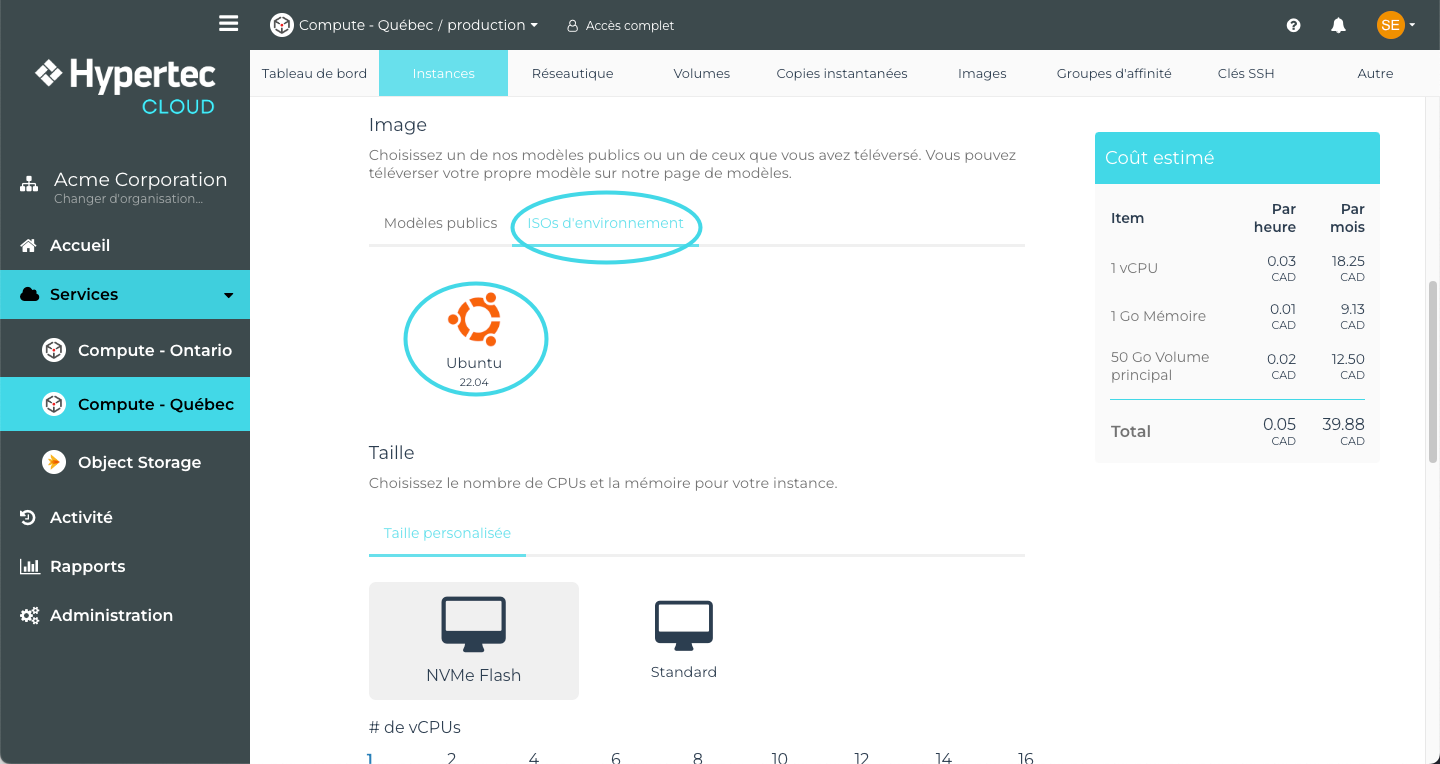 Compute - Québec / production
Accès complet
SE
Hypertec
CLOUD
Acme Corporation
Changer d'organisation...
Accueil
Services
Compute - Ontario
Compute - Québec
Object Storage
Activité
Rapports
Administration
Tableau de bord
Instances
Réseautique
Volumes
Copies instantanées
Images
Groupes d'affinité
Clés SSH
Autre
Image
Choisissez un de nos modèles publics ou un de ceux que vous avez téléversé. Vous pouvez
téléverser votre propre modèle sur notre page de modèles.
Modèles publics
ISOs d'environnement
Ubuntu
22.04
Taille
Choisissez le nombre de CPUs et la mémoire pour votre instance.
Taille personalisée
NVMe Flash
Standard
# de vCPUs
1 2 4 6 8 10 12 14 16
Coût estimé
Item Par heure Par mois
1 vCPU 0.03 CAD 18.25 CAD
1 Go Mémoire 0.01 CAD 9.13 CAD
50 Go Volume principal 0.02 CAD 12.50 CAD
Total 0.05 CAD 39.88 CAD